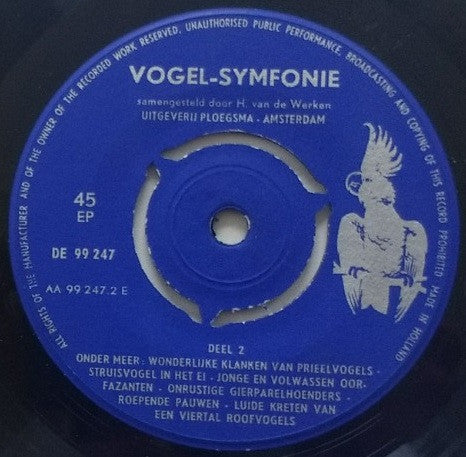 ALL RIGHTS OF THE MANUFACTURER AND OF THE OWNER OF THE RECORDED WORK RESERVED, UNAUTHORISED PUBLIC PERFORMANCE, BROADCASTING AND COPYING OF THIS RECORD PROHIBITED MADE IN HOLLAND
VOGEL-SYMFONIE
samengesteld door H. van de Werken
UITGEVERIJ PLOEGSMA - AMSTERDAM
45
EP
DE 99 247
AA 99 247.2 E
DEEL 2
ONDER MEER: WONDERLIJKE KLANKEN VAN PRIEELVOGELS -
STRUISVOGEL IN HET EI - JONGE EN VOLWASSEN OOR-
FAZANTEN - ONRUSTIGE GIERPARELHOENDERS -
ROEPENDE PAUWEN - LUIDE KRETEN VAN
EEN VIERTAL ROOFVOGELS